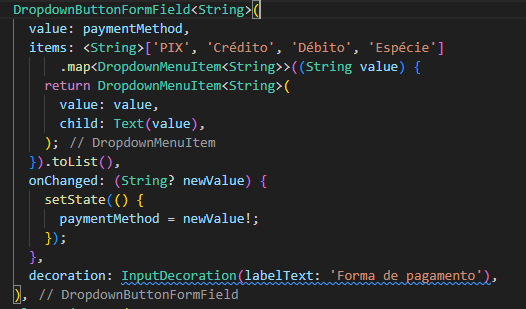 DropdownButtonFormField<String>(
  value: paymentMethod,
  items: <String>['PIX', 'Crédito', 'Débito', 'Espécie']
      .map<DropdownMenuItem<String>>((String value) {
    return DropdownMenuItem<String>(
      value: value,
      child: Text(value),
    ); // DropdownMenuItem
  }).toList(),
  onChanged: (String? newValue) {
    setState(() {
      paymentMethod = newValue!;
    });
  },
  decoration: InputDecoration(labelText: 'Forma de pagamento'),
), // DropdownButtonFormField